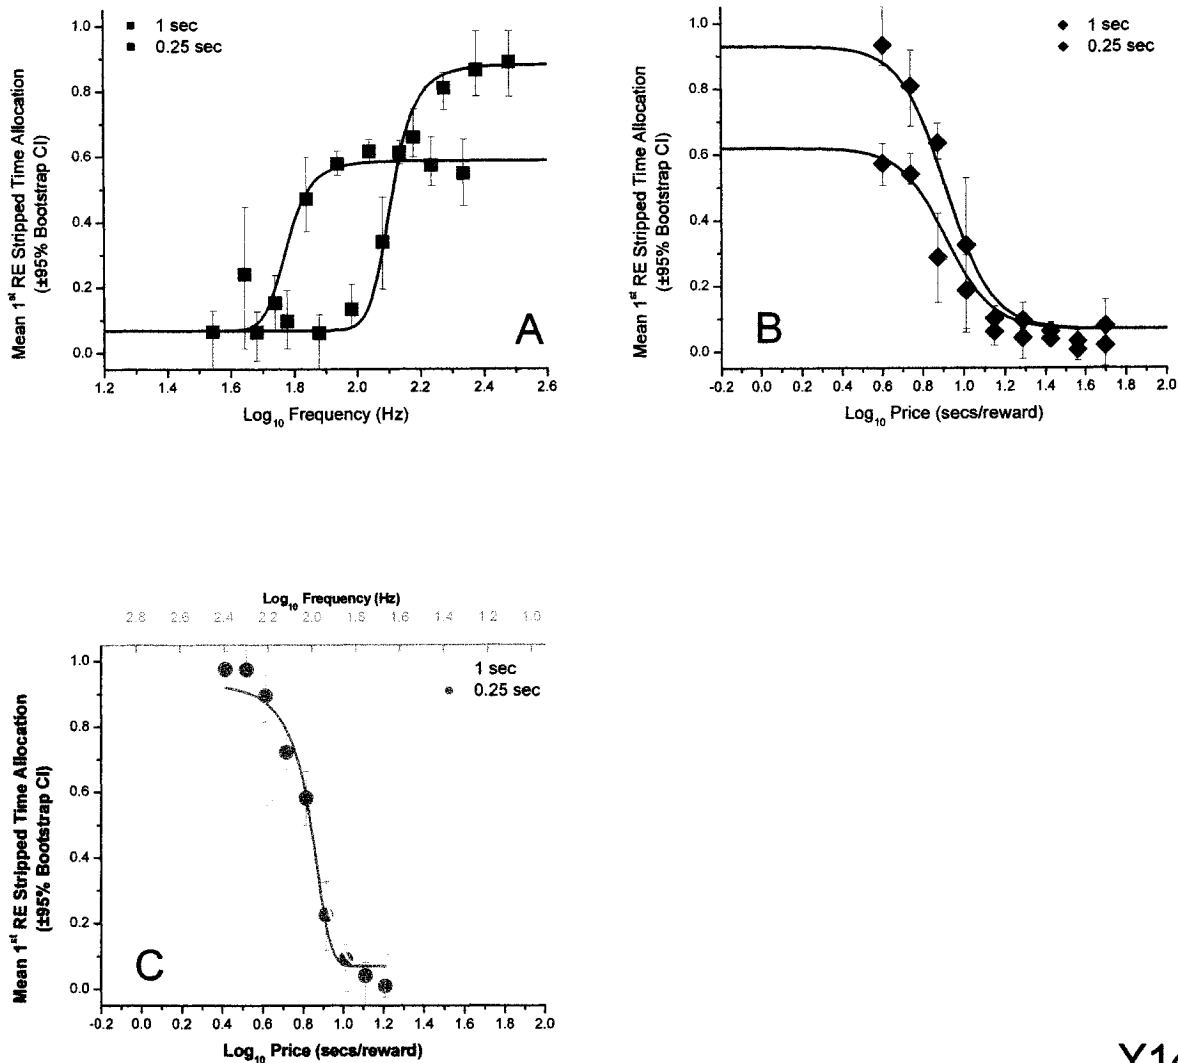 1 sec
0.25 sec
Mean 1st RE Stripped Time Allocation
(±95% Bootstrap CI)
1.0
0.8
0.6
0.4
0.2
0.0
A
1.2 1.4 1.6 1.8 2.0 2.2 2.4 2.6
Log10 Frequency (Hz)
1 sec
0.25 sec
Mean 1st RE Stripped Time Allocation
(±95% Bootstrap CI)
1.0
0.8
0.6
0.4
0.2
0.0
B
-0.2 0.0 0.2 0.4 0.6 0.8 1.0 1.2 1.4 1.6 1.8 2.0
Log10 Price (secs/reward)
Log10 Frequency (Hz)
2.8 2.6 2.4 2.2 2.0 1.8 1.6 1.4 1.2 1.0
1 sec
0.25 sec
Mean 1st RE Stripped Time Allocation
(±95% Bootstrap CI)
1.0
0.8
0.6
0.4
0.2
0.0
C
-0.2 0.0 0.2 0.4 0.6 0.8 1.0 1.2 1.4 1.6 1.8 2.0
Log10 Price (secs/reward)